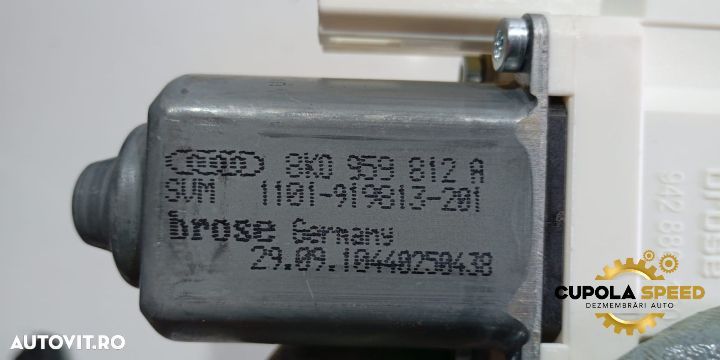 8K0 959 812 A
SVM 1101-919813-201
brose Germany
29.09.10440250438
brose
942 88
CUPOLA SPEED
DEZMEMBRĂRI AUTO
AUTOVIT.RO